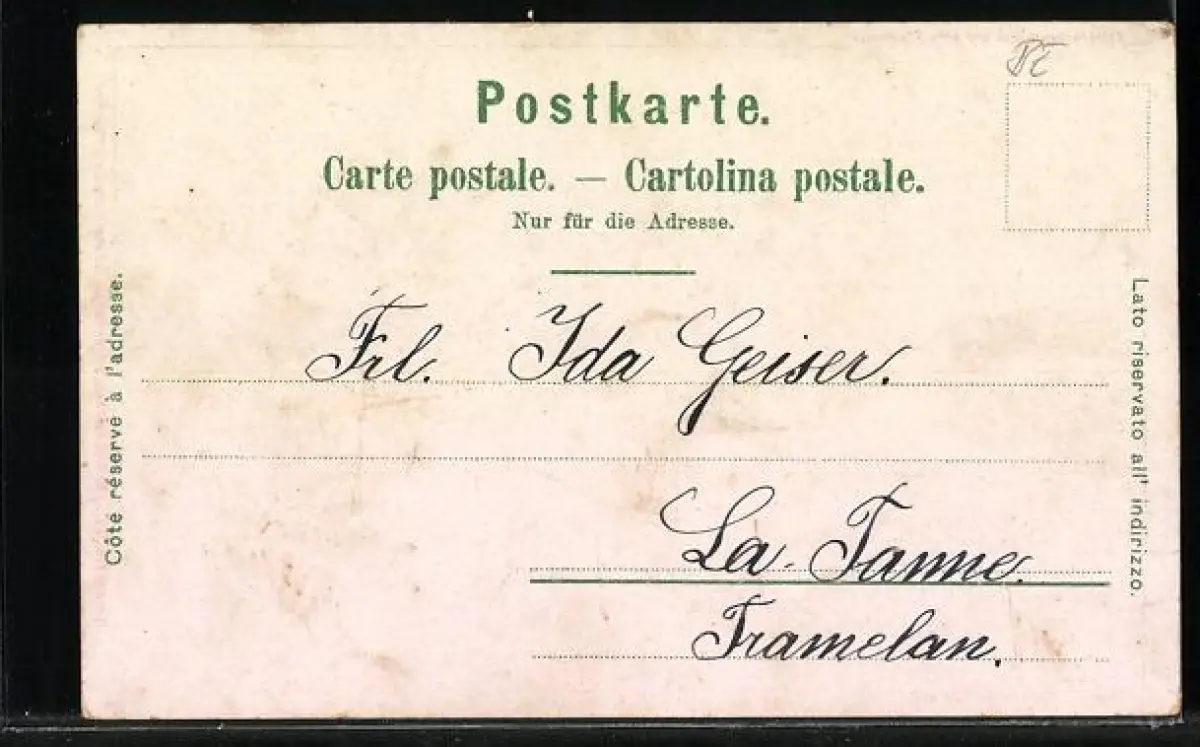 Postkarte.
Carte postale. — Cartolina postale.
Nur für die Adresse.
Côté réservé à l'adresse.
Lato riservato all' indirizzo.
Frl. Ida Geiser.
La-Tanne.
Tramelan.